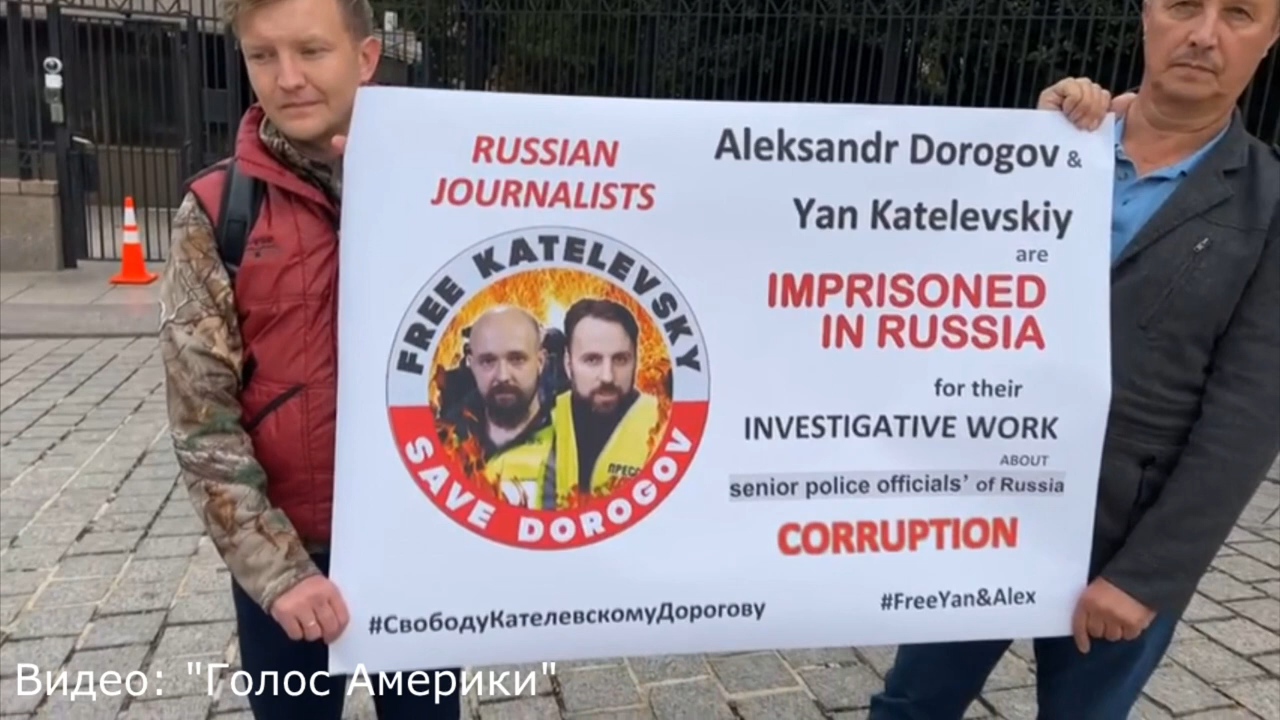 RUSSIAN
JOURNALISTS
FREE KATELEVSKY
SAVE DOROGOV
ПРЕСС
#СвободуКателевскомуДорогову
Aleksandr Dorogov &
Yan Katelevskiy
are
IMPRISONED
IN RUSSIA
for their
INVESTIGATIVE WORK
ABOUT
senior police officials' of Russia
CORRUPTION
#FreeYan&Alex
Видео: "Голос Америки"